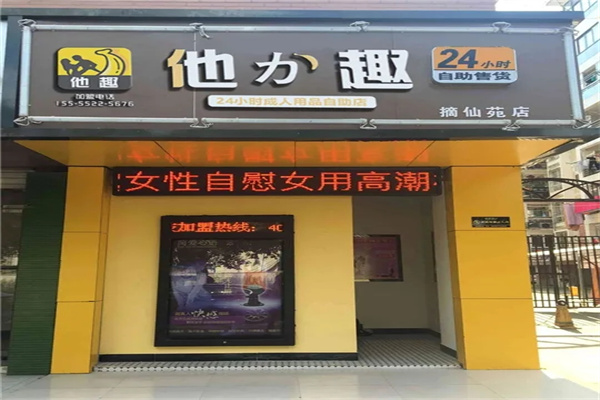 他趣
加盟电话
155-5522-5676
他か趣
24小时成人用品自助店
24小时
自助售货
摘仙苑店
女性自慰女用高潮
加盟热线：40